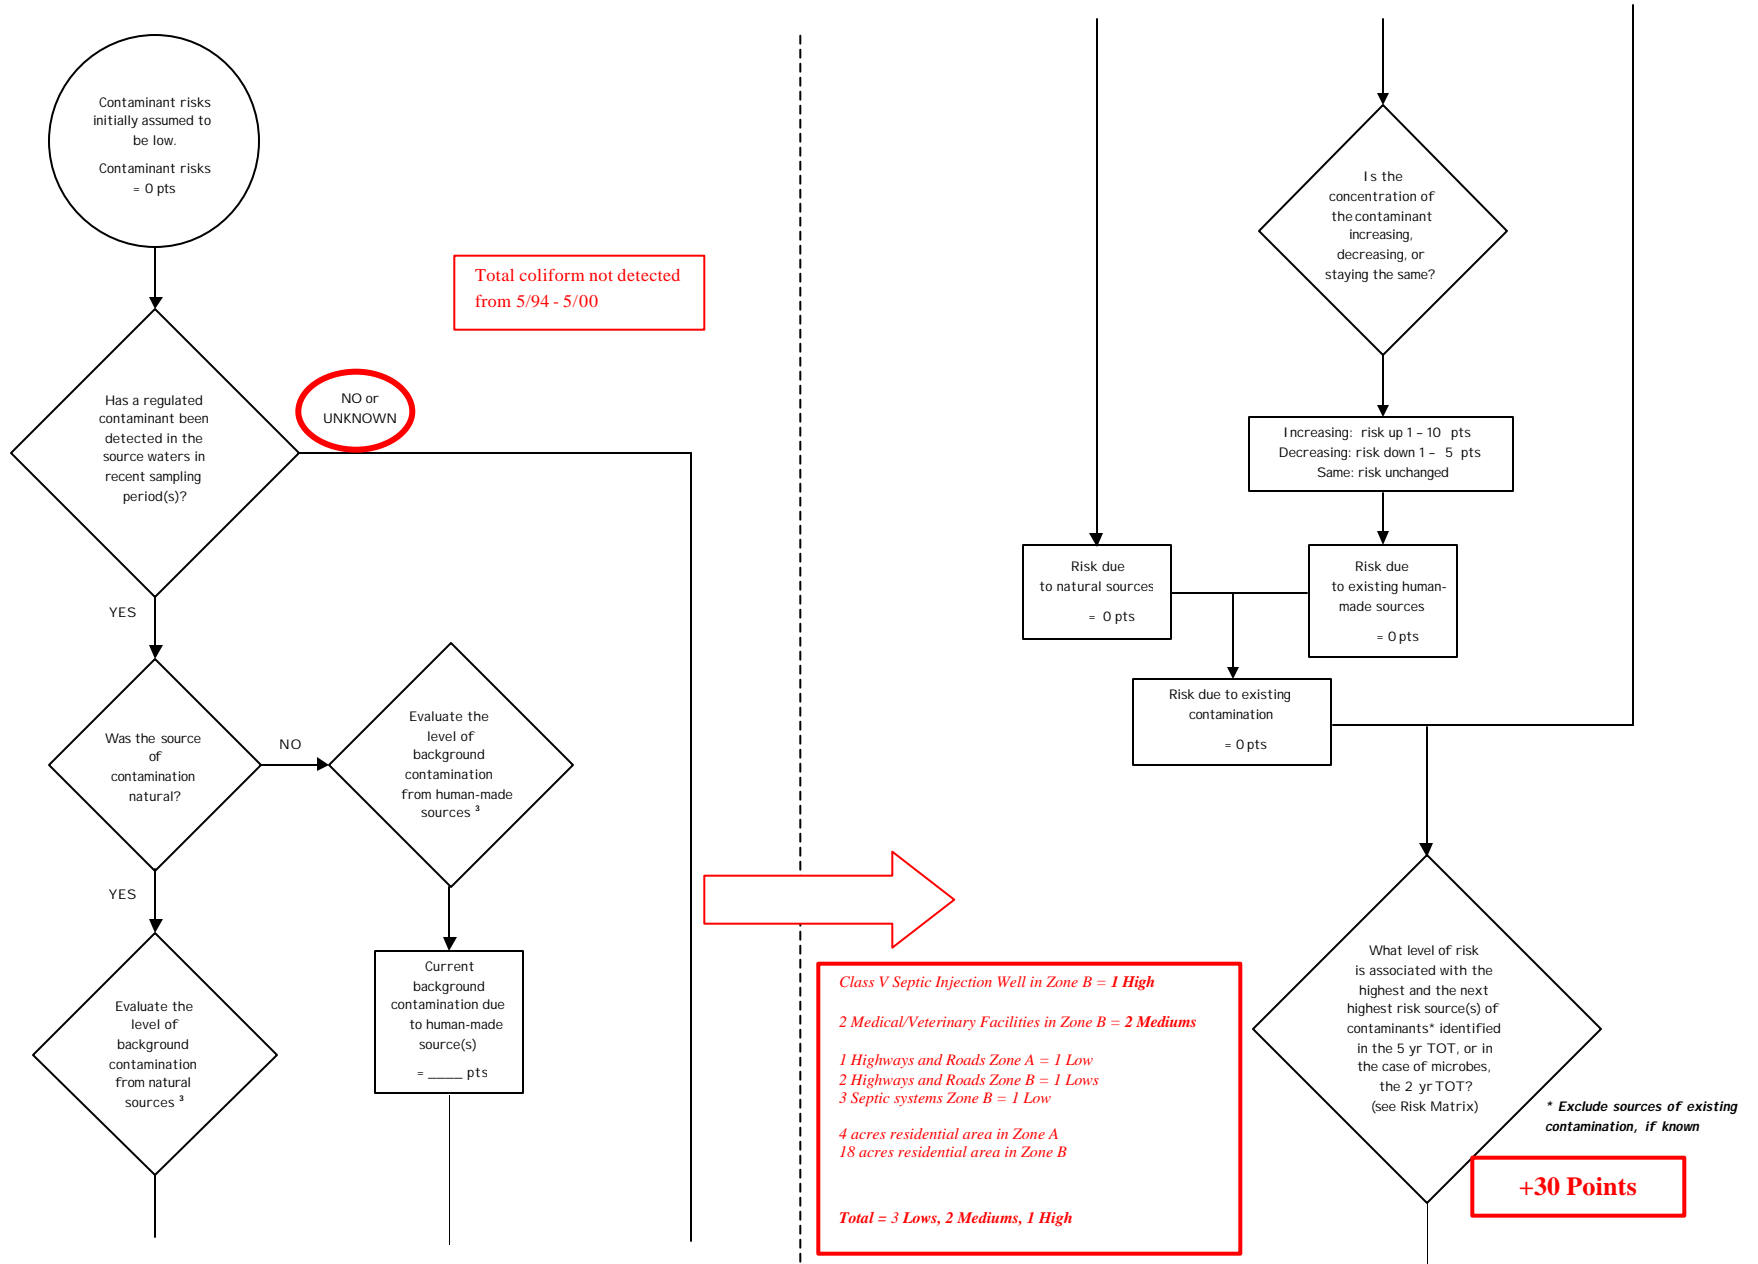 Contaminant risks
initially assumed to
be low.
Contaminant risks
= 0 pts
Total coliform not detected
from 5/94 - 5/00
Has a regulated
contaminant been
detected in the
source waters in
recent sampling
period(s)?
NO or
UNKNOWN
YES
Was the source
of
contamination
natural?
NO
Evaluate the
level of
background
contamination
from human-made
sources ³
YES
Evaluate the
level of
background
contamination
from natural
sources ³
Current
background
contamination due
to human-made
source(s)
= ____ pts
Is the
concentration of
the contaminant
increasing,
decreasing, or
staying the same?
Increasing: risk up 1 – 10 pts
Decreasing: risk down 1 – 5 pts
Same: risk unchanged
Risk due
to natural sources
= 0 pts
Risk due
to existing human-
made sources
= 0 pts
Risk due to existing
contamination
= 0 pts
Class V Septic Injection Well in Zone B = 1 High
2 Medical/Veterinary Facilities in Zone B = 2 Mediums
1 Highways and Roads Zone A = 1 Low
2 Highways and Roads Zone B = 1 Lows
3 Septic systems Zone B = 1 Low
4 acres residential area in Zone A
18 acres residential area in Zone B
Total = 3 Lows, 2 Mediums, 1 High
What level of risk
is associated with the
highest and the next
highest risk source(s) of
contaminants* identified
in the 5 yr TOT, or in
the case of microbes,
the 2 yr TOT?
(see Risk Matrix)
* Exclude sources of existing
contamination, if known
+30 Points